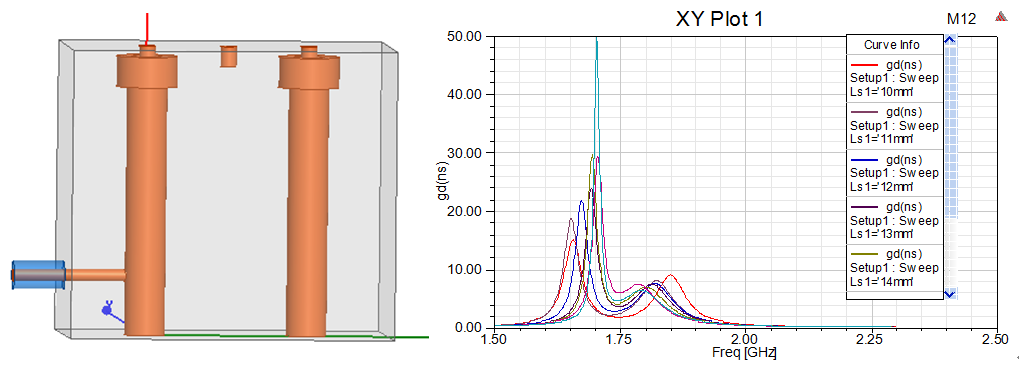 XY Plot 1
M12
50.00
40.00
30.00
20.00
10.00
0.00
gd(ns)
1.50
1.75
2.00
2.25
2.50
Freq [GHz]
Curve Info
gd(ns)
Setup1 : Sweep
Ls1='10mm'
gd(ns)
Setup1 : Sweep
Ls1='11mm'
gd(ns)
Setup1 : Sweep
Ls1='12mm'
gd(ns)
Setup1 : Sweep
Ls1='13mm'
gd(ns)
Setup1 : Sweep
Ls1='14mm'